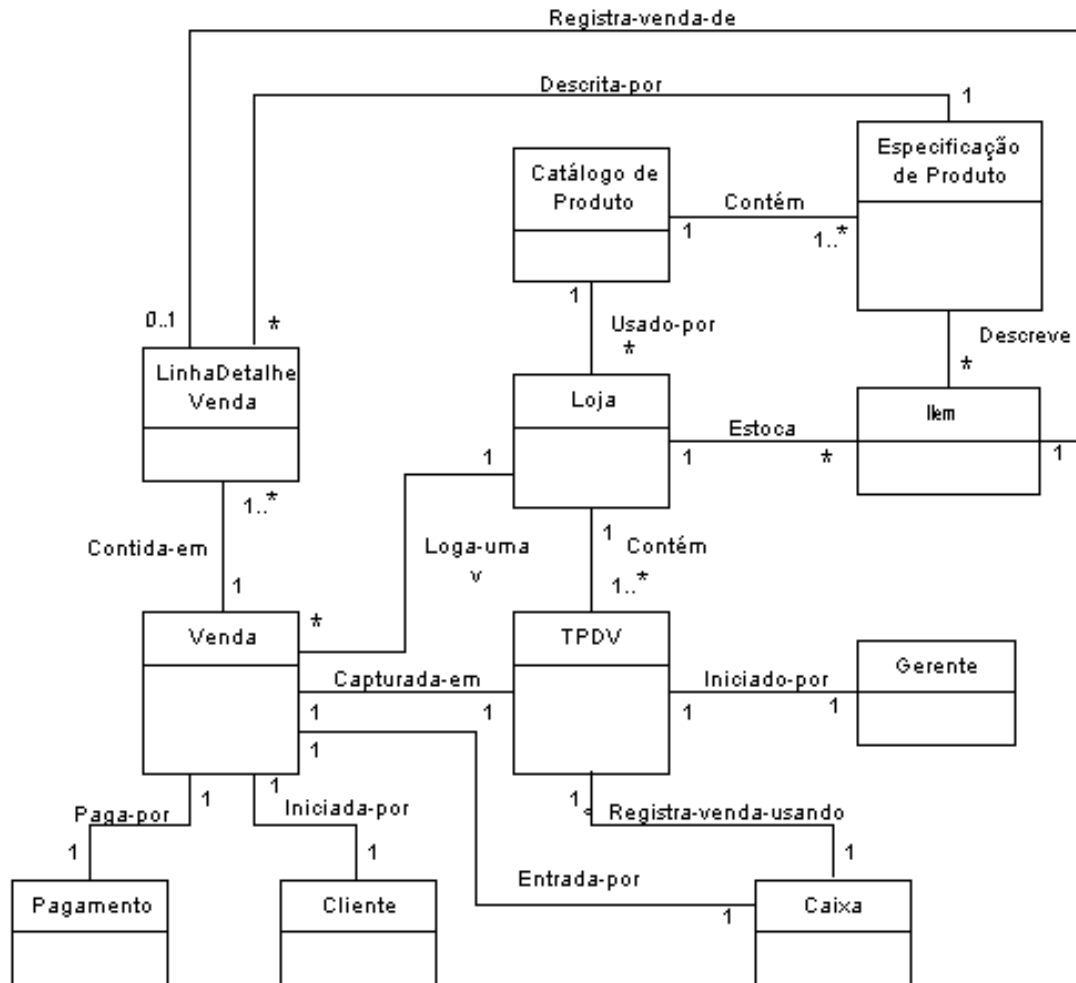 Registra-venda-de
Descrita-por
1
Especificação
de Produto
Catálogo de
Produto
Contém
1
1..*
1
Usado-por
*
Descreve
*
0..1
*
LinhaDetalhe
Venda
Loja
Item
Estoca
1
1
*
1
1..*
Contida-em
Loga-uma
v
1
Contém
1..*
1
*
Venda
TPDV
Gerente
Capturada-em
Iniciado-por
1
1
1
1
1
1
1
Paga-por
Iniciada-por
1
Registra-venda-usando
1
1
1
Entrada-por
1
Pagamento
Cliente
Caixa